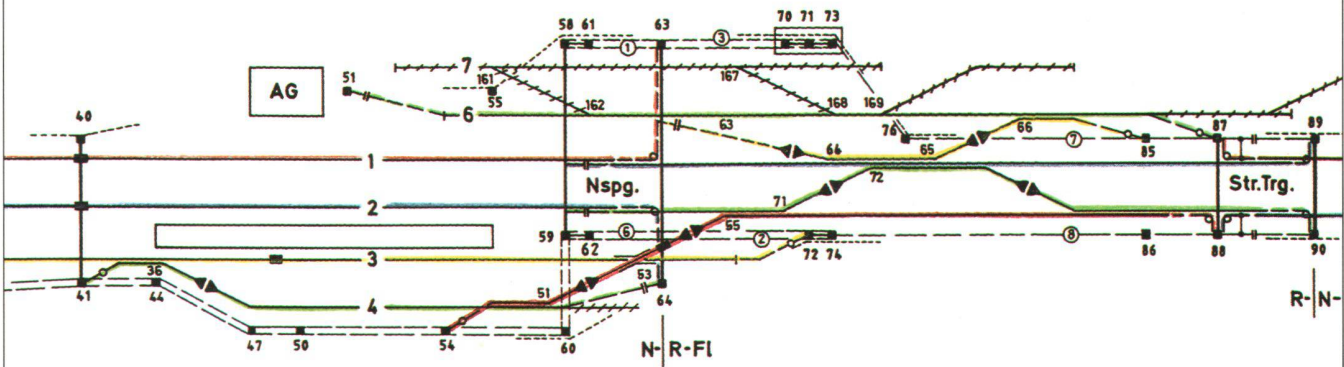 58 61 63 70 71 73
① ③
7 161 167
51 AG 55 162 168 169
6
40 63 76 66 87 89
64 65 ⑦ 85
1
Nspg. 72 Str.Trg.
2 71
59 ⑥ 55 ② ⑧
62 72 74 86 88 90
3
36 53
41 44 51 64
4 R- N-
47 50 54 60
N- R-Fl